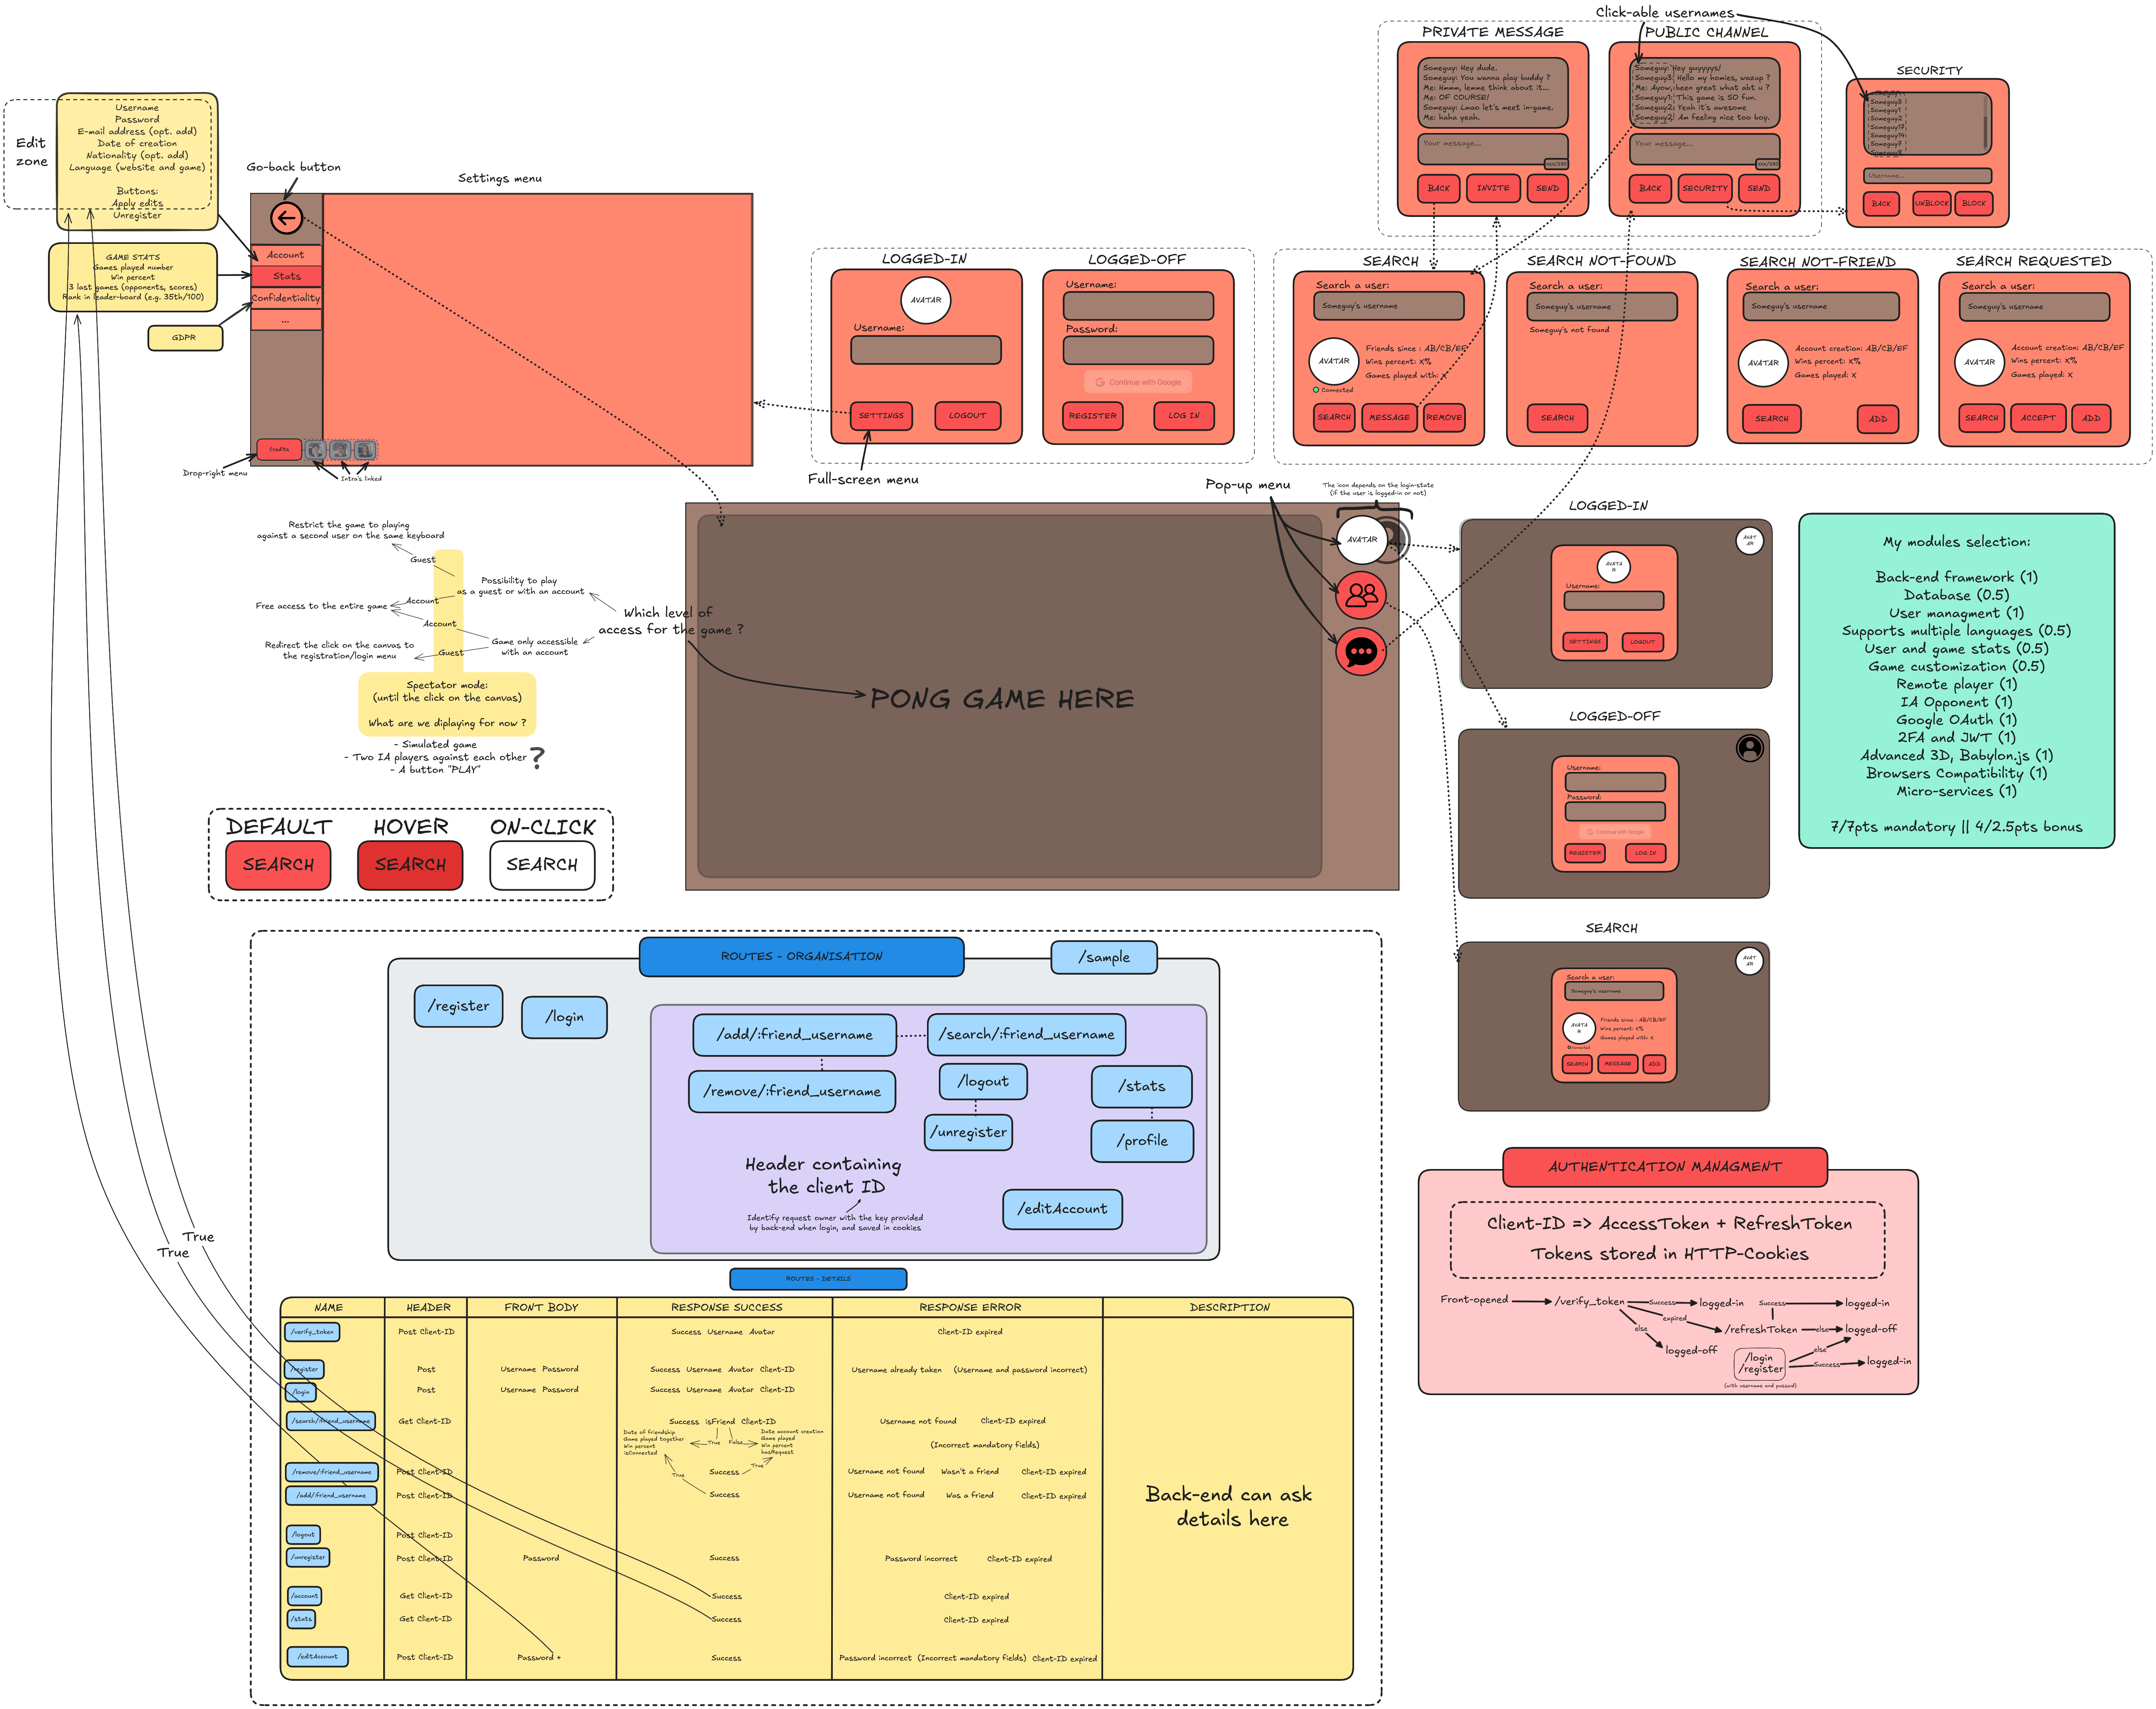 Click-able usernames
PRIVATE MESSAGE
Someguy: Hey dude.
Someguy: You wanna play buddy ?
Me: Hmmm, lemme think about it...
Me: OF COURSE!
Someguy: Lmao let's meet in-game.
Me: haha yeah.
Your message...
xxx/280
BACK
INVITE
SEND
PUBLIC CHANNEL
Someguy: Hey guyyyys!
Someguy3: Hello my homies, wazup ?
Me: Ayow, been great what abt u ?
Someguy1: This game is SO fun.
Someguy2: Yeah it's awesome
Someguy2: Am feeling nice too boy.
Your message...
xxx/280
BACK
SECURITY
SEND
SECURITY
Someguy3
Someguy1
Someguy2
Someguy17
Someguy14
Someguy7
Username...
BACK
UNBLOCK
BLOCK
Edit
zone
Username
Password
E-mail address (opt. add)
Date of creation
Nationality (opt. add)
Language (website and game)
Buttons:
Apply edits
Unregister
GAME STATS
Games played number
Win percent
3 last games (opponents, scores)
Rank in leader-board (e.g. 35th/100)
GDPR
Go-back button
Settings menu
Account
Stats
Confidentiality
...
Credits
Drop-right menu
Intra's linked
LOGGED-IN
AVATAR
Username:
SETTINGS
LOGOUT
Full-screen menu
LOGGED-OFF
Username:
Password:
Continue with Google
REGISTER
LOG IN
SEARCH
Search a user:
Someguy's username
AVATAR
Friends since : AB/CB/EF
Wins percent: X%
Games played with: X
Connected
SEARCH
MESSAGE
REMOVE
SEARCH NOT-FOUND
Search a user:
Someguy's username
Someguy's not found
SEARCH
SEARCH NOT-FRIEND
Search a user:
Someguy's username
AVATAR
Account creation: AB/CB/EF
Wins percent: X%
Games played: X
SEARCH
ADD
SEARCH REQUESTED
Search a user:
Someguy's username
AVATAR
Account creation: AB/CB/EF
Wins percent: X%
Games played: X
SEARCH
ACCEPT
ADD
Pop-up menu
The icon depends on the login-state
(if the user is logged-in or not)
AVATAR
PONG GAME HERE
Which level of
access for the game ?
Restrict the game to playing
against a second user on the same keyboard
Guest
Possibility to play
as a guest or with an account
Free access to the entire game
Account
Account
Game only accessible
with an account
Redirect the click on the canvas to
the registration/login menu
Guest
Spectator mode:
(until the click on the canvas)
What are we diplaying for now ?
- Simulated game
- Two IA players against each other
- A button "PLAY"
?
DEFAULT
HOVER
ON-CLICK
SEARCH
SEARCH
SEARCH
LOGGED-IN
AVAT
AR
AVATA
R
Username:
SETTINGS
LOGOUT
LOGGED-OFF
Username:
Password:
Continue with Google
REGISTER
LOG IN
SEARCH
AVAT
AR
Search a user:
Someguy's username
AVATA
R
Friends since : AB/CB/EF
Wins percent: X%
Games played with: X
Connected
SEARCH
MESSAGE
ADD
My modules selection:
Back-end framework (1)
Database (0.5)
User managment (1)
Supports multiple languages (0.5)
User and game stats (0.5)
Game customization (0.5)
Remote player (1)
IA Opponent (1)
Google OAuth (1)
2FA and JWT (1)
Advanced 3D, Babylon.js (1)
Browsers Compatibility (1)
Micro-services (1)
7/7pts mandatory || 4/2.5pts bonus
ROUTES - ORGANISATION
/sample
/register
/login
/add/:friend_username
/search/:friend_username
/remove/:friend_username
/logout
/stats
/unregister
/profile
Header containing
the client ID
Identify request owner with the key provided
by back-end when login, and saved in cookies
/editAccount
True
True
ROUTES - DETAILS
NAME HEADER FRONT BODY RESPONSE SUCCESS RESPONSE ERROR DESCRIPTION
/verify_token Post Client-ID Success Username Avatar Client-ID expired
/register Post Username Password Success Username Avatar Client-ID Username already taken (Username and password incorrect)
/login Post Username Password Success Username Avatar Client-ID
/search/:friend_username Get Client-ID Success isFriend Client-ID Username not found Client-ID expired
(Incorrect mandatory fields)
Date of friendship
Game played together
Win percent
isConnected
True
False
Date account creation
Game played
Win percent
hasRequest
/remove/:friend_username Post Client-ID Success True Username not found Wasn't a friend Client-ID expired
/add/:friend_username Post Client-ID True Success Username not found Was a friend Client-ID expired
/logout Post Client-ID
/unregister Post Client-ID Password Success Password incorrect Client-ID expired
/account Get Client-ID Success Client-ID expired
/stats Get Client-ID Success Client-ID expired
/editAccount Post Client-ID Password + Success Password incorrect (Incorrect mandatory fields) Client-ID expired
Back-end can ask
details here
AUTHENTICATION MANAGMENT
Client-ID => AccessToken + RefreshToken
Tokens stored in HTTP-Cookies
Front-opened
/verify_token
Success
logged-in
expired
else
logged-off
/refreshToken
Success
logged-in
else
logged-off
/login
/register
(with username and passwd)
else
Success
logged-in